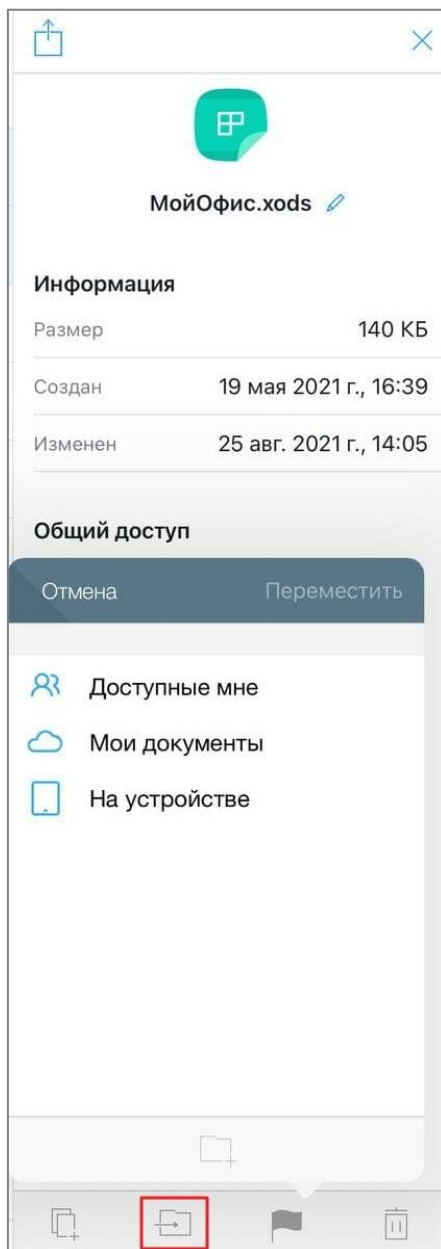 МойОфис.xods
Информация
Размер 140 КБ
Создан 19 мая 2021 г., 16:39
Изменен 25 авг. 2021 г., 14:05
Общий доступ
Отмена Переместить
Доступные мне
Мои документы
На устройстве